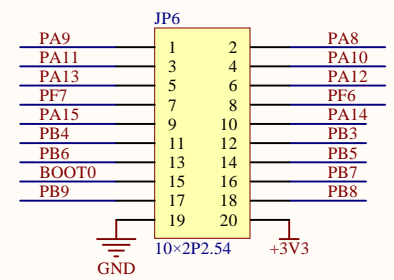 JP6
PA9 1 2 PA8
PA11 3 4 PA10
PA13 5 6 PA12
PF7 7 8 PF6
PA15 9 10 PA14
PB4 11 12 PB3
PB6 13 14 PB5
BOOT0 15 16 PB7
PB9 17 18 PB8
19 20
10×2P2.54 +3V3
GND